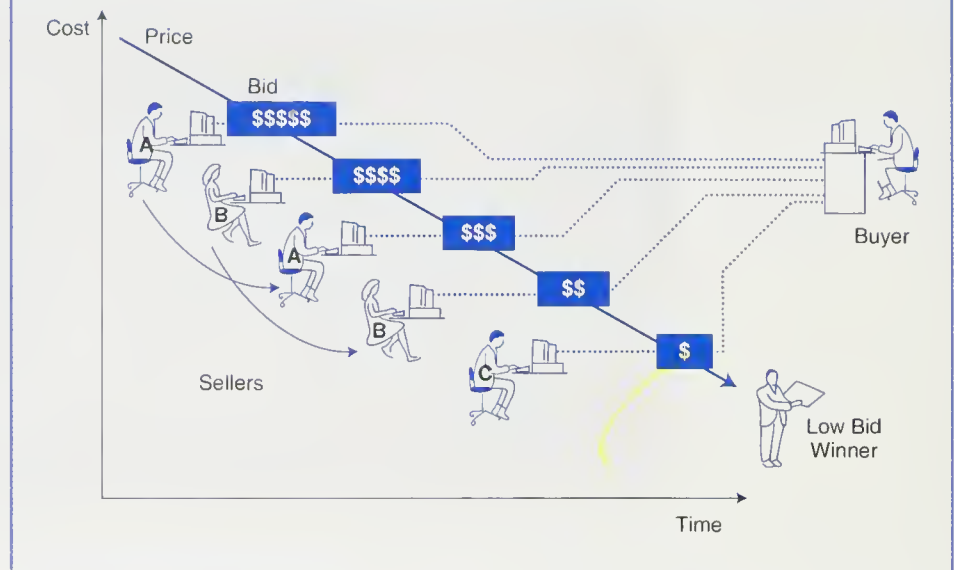 Cost
Price
Bid
$$$$$
A
$$$$
B
$$$
A
Buyer
$$
B
$
C
Sellers
Low Bid
Winner
Time